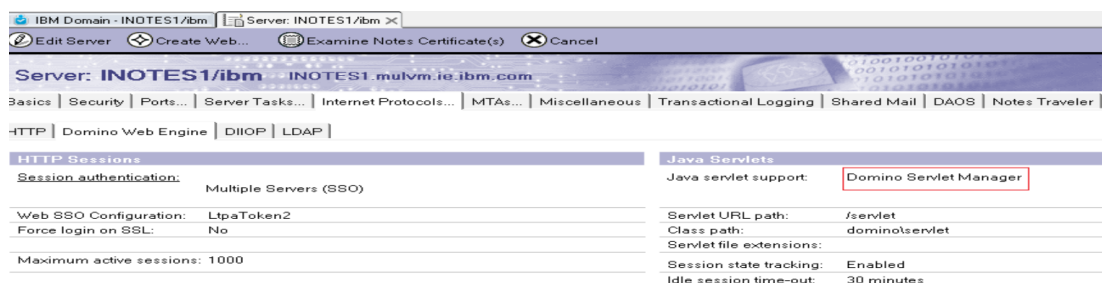 IBM Domain - INOTES1/ibm Server: INOTES1/ibm
Edit Server Create Web... Examine Notes Certificate(s) Cancel
Server: INOTES1/ibm INOTES1.mulvm.ie.ibm.com
Basics | Security | Ports... | Server Tasks... | Internet Protocols... | MTAs... | Miscellaneous | Transactional Logging | Shared Mail | DAOS | Notes Traveler |
HTTP | Domino Web Engine | DIIOP | LDAP |
HTTP Sessions
Session authentication:
Multiple Servers (SSO)
Web SSO Configuration: LtpaToken2
Force login on SSL: No
Maximum active sessions: 1000
Java Servlets
Java servlet support: Domino Servlet Manager
Servlet URL path: /servlet
Class path: domino\servlet
Servlet file extensions:
Session state tracking: Enabled
Idle session time-out: 30 minutes